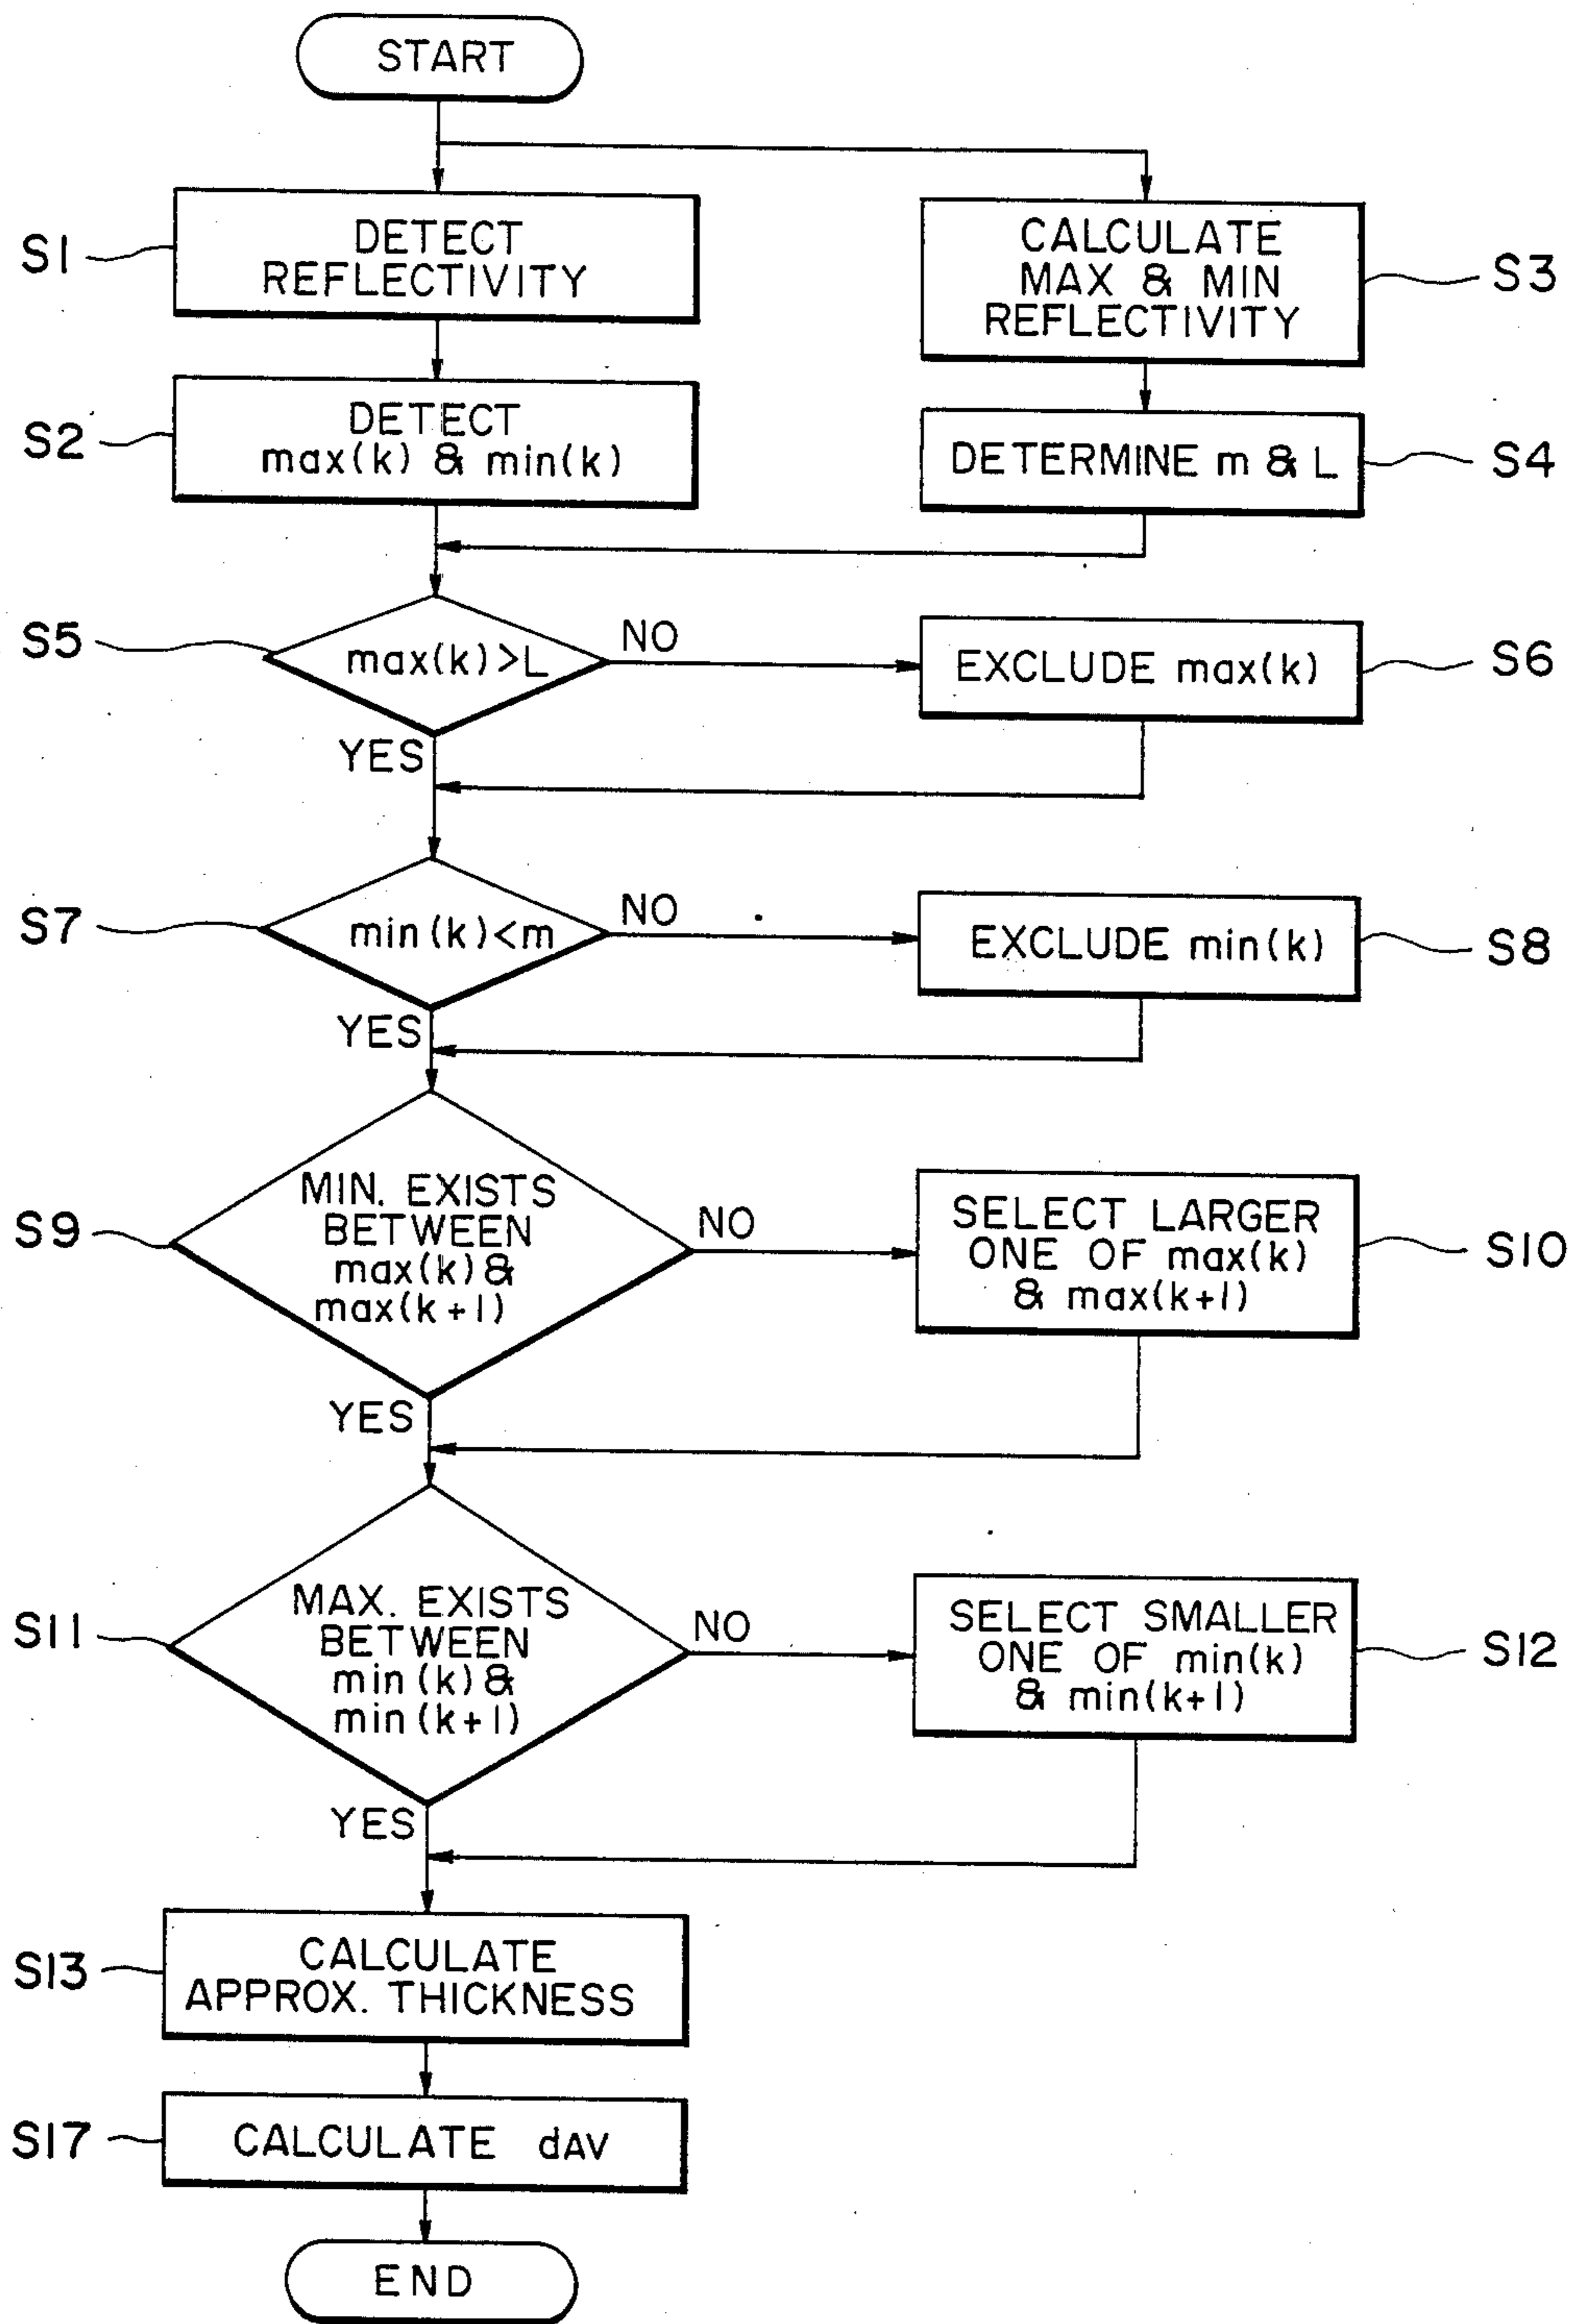 START
S1
DETECT
REFLECTIVITY
CALCULATE
MAX & MIN
REFLECTIVITY
S3
S2
DETECT
max(k) & min(k)
DETERMINE m & L
S4
S5
max(k)>L
NO
EXCLUDE max(k)
S6
YES
S7
min(k)<m
NO
EXCLUDE min(k)
S8
YES
S9
MIN. EXISTS
BETWEEN
max(k) &
max(k+1)
NO
SELECT LARGER
ONE OF max(k)
& max(k+1)
S10
YES
S11
MAX. EXISTS
BETWEEN
min(k) &
min(k+1)
NO
SELECT SMALLER
ONE OF min(k)
& min(k+1)
S12
YES
S13
CALCULATE
APPROX. THICKNESS
S17
CALCULATE dAV
END